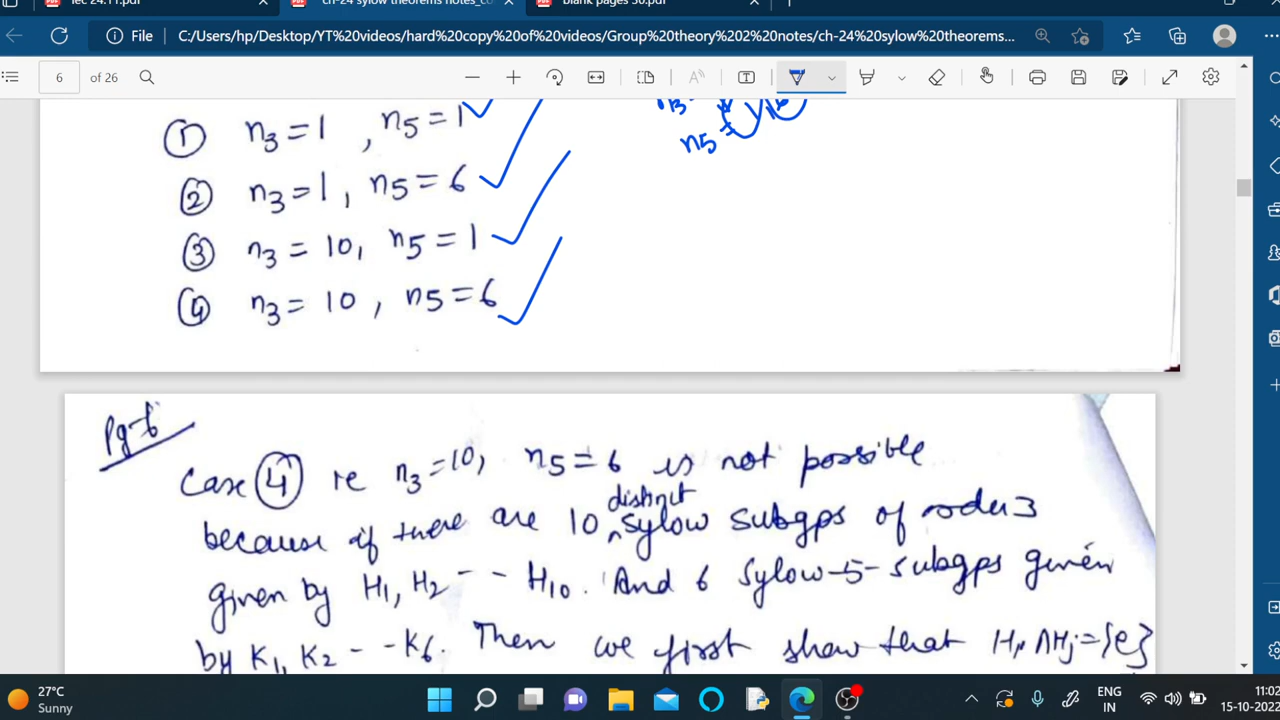 lec 24.11.pdf
ch-24 sylow theorems notes_co
blank pages 50.pdf
File
C:/Users/hp/Desktop/YT%20videos/hard%20copy%20of%20videos/Group%20theory%202%20notes/ch-24%20sylow%20theorems...
6 of 26
① n3=1, n5=1
n5=
② n3=1, n5=6
③ n3=10, n5=1
④ n3=10, n5=6
Pg-6
Case ④ ie n3=10, n5=6 is not possible
because if there are 10 distinct sylow subgps of order 3
given by H1, H2 -- H10. And 6 sylow-5-subgps given
by K1, K2 --K6. Then we first show that Hi∩Hj={e}
27°C
Sunny
ENG
IN
11:02
15-10-2022